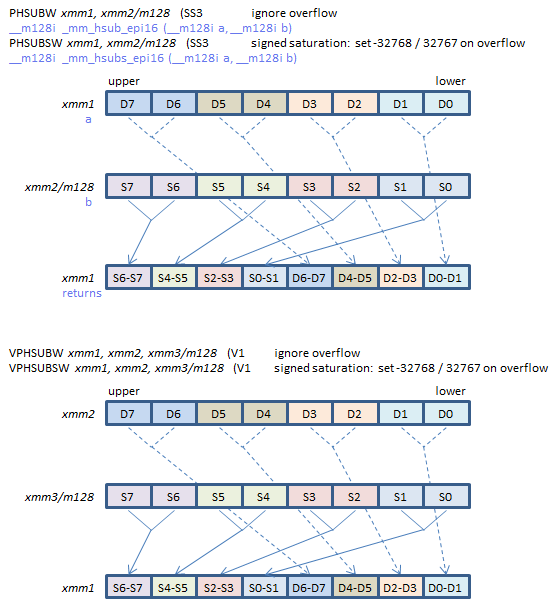 PHSUBW xmm1, xmm2/m128 (SS3 ignore overflow
__m128i _mm_hsub_epi16 (__m128i a, __m128i b)
PHSUBSW xmm1, xmm2/m128 (SS3 signed saturation: set -32768 / 32767 on overflow
__m128i _mm_hsubs_epi16 (__m128i a, __m128i b)
upper lower
xmm1 D7 D6 D5 D4 D3 D2 D1 D0
a
xmm2/m128 S7 S6 S5 S4 S3 S2 S1 S0
b
xmm1 S6-S7 S4-S5 S2-S3 S0-S1 D6-D7 D4-D5 D2-D3 D0-D1
returns
VPHSUBW xmm1, xmm2, xmm3/m128 (V1 ignore overflow
VPHSUBSW xmm1, xmm2, xmm3/m128 (V1 signed saturation: set -32768 / 32767 on overflow
upper lower
xmm2 D7 D6 D5 D4 D3 D2 D1 D0
xmm3/m128 S7 S6 S5 S4 S3 S2 S1 S0
xmm1 S6-S7 S4-S5 S2-S3 S0-S1 D6-D7 D4-D5 D2-D3 D0-D1